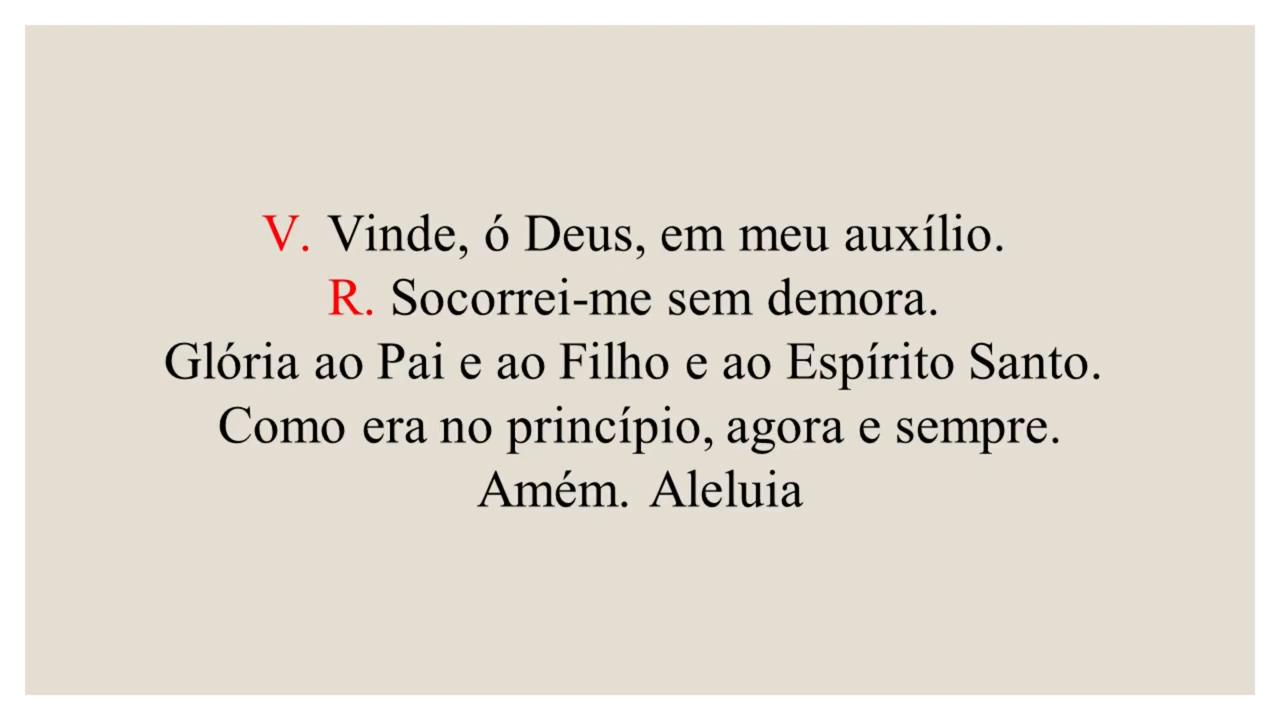 V. Vinde, ó Deus, em meu auxílio.
R. Socorrei-me sem demora.
Glória ao Pai e ao Filho e ao Espírito Santo.
Como era no princípio, agora e sempre.
Amém. Aleluia